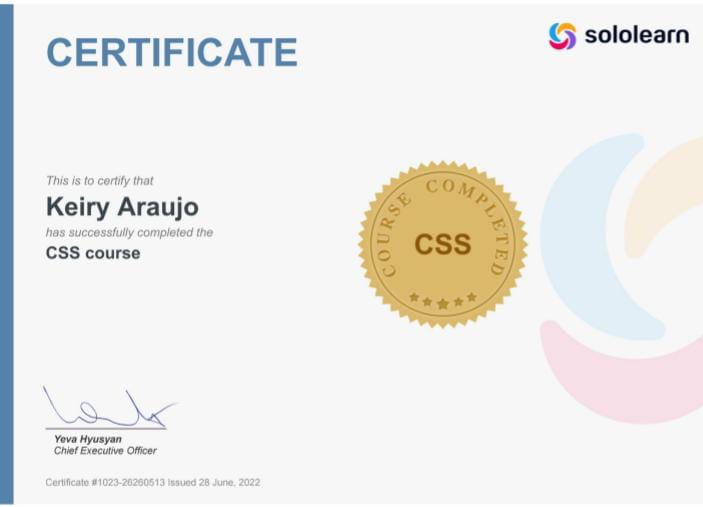 CERTIFICATE
sololearn
This is to certify that
Keiry Araujo
has successfully completed the
CSS course
COURSE COMPLETED
CSS
Yeva Hyusyan
Chief Executive Officer
Certificate #1023-26260513 Issued 28 June, 2022